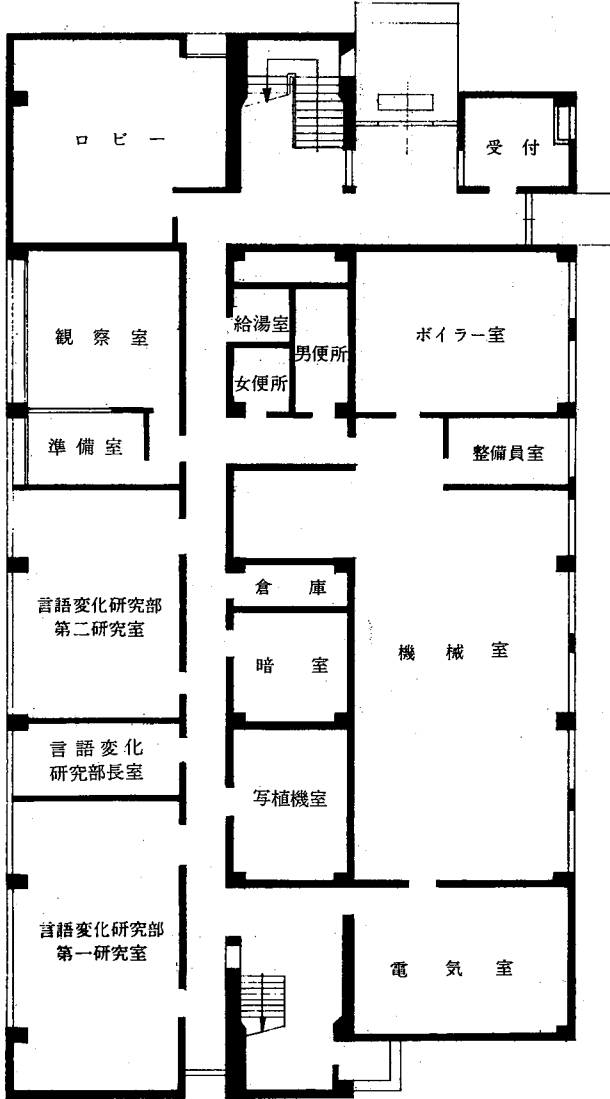 ロビー
受付
観察室
給湯室
男便所
女便所
ボイラー室
準備室
整備員室
言語変化研究部
第二研究室
倉庫
暗室
機械室
言語変化
研究部長室
写植機室
言語変化研究部
第一研究室
電気室